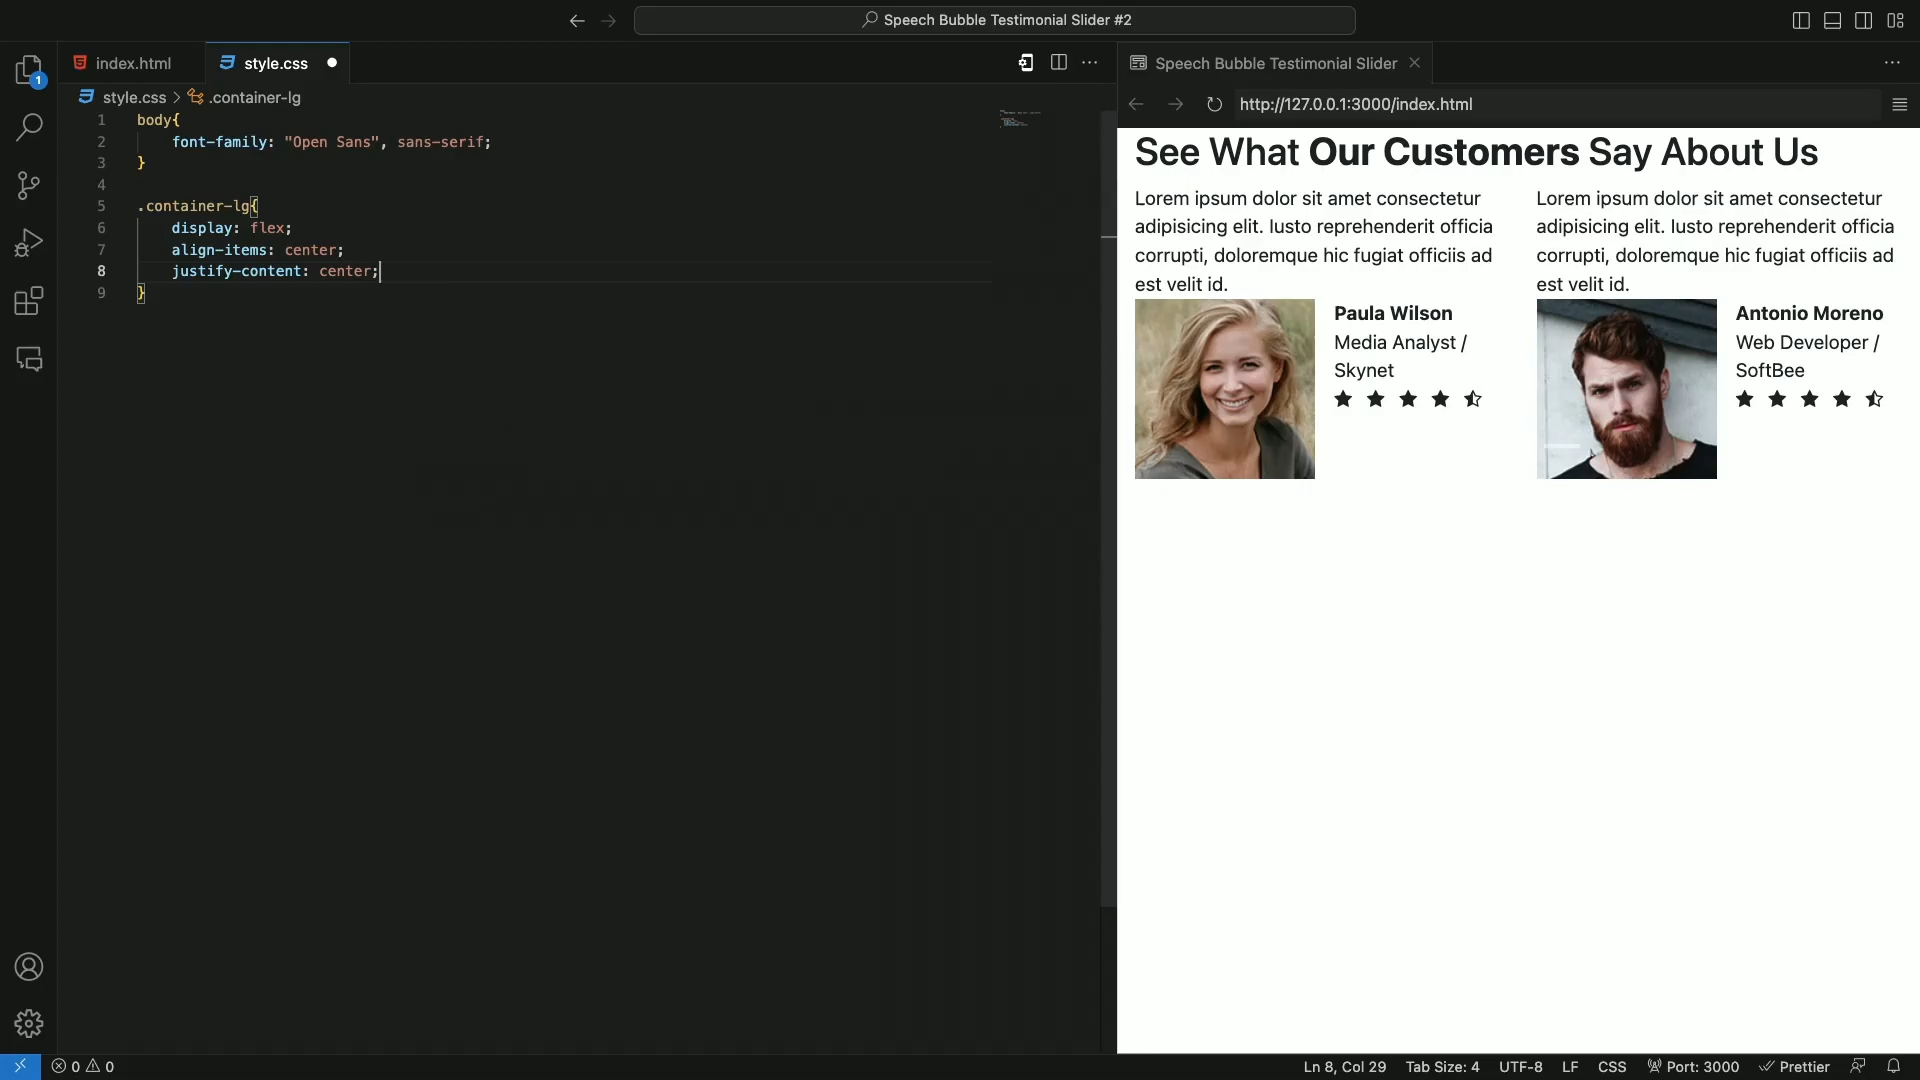 Speech Bubble Testimonial Slider #2
1
index.html
style.css
Speech Bubble Testimonial Slider
style.css > .container-lg
http://127.0.0.1:3000/index.html
1 body{
2 font-family: "Open Sans", sans-serif;
3 }
4
5 .container-lg{
6 display: flex;
7 align-items: center;
8 justify-content: center;
9 }
See What Our Customers Say About Us
Lorem ipsum dolor sit amet consectetur
adipisicing elit. Iusto reprehenderit officia
corrupti, doloremque hic fugiat officiis ad
est velit id.
Paula Wilson
Media Analyst /
Skynet
Lorem ipsum dolor sit amet consectetur
adipisicing elit. Iusto reprehenderit officia
corrupti, doloremque hic fugiat officiis ad
est velit id.
Antonio Moreno
Web Developer /
SoftBee
0 0
Ln 8, Col 29 Tab Size: 4 UTF-8 LF CSS Port: 3000 Prettier